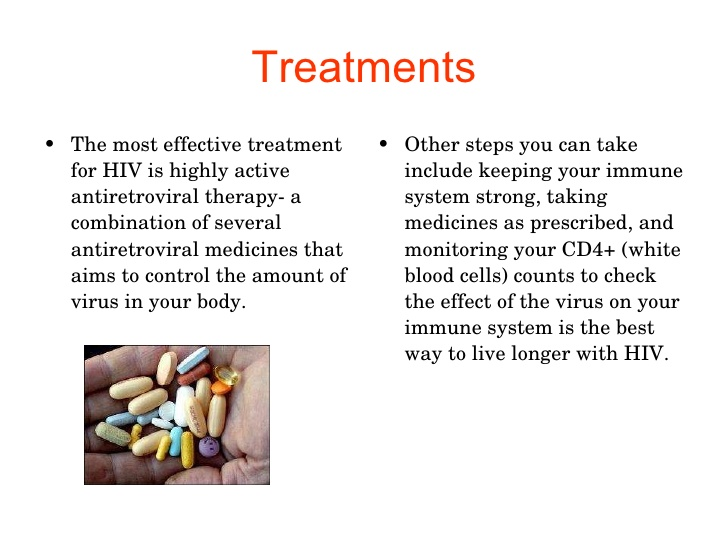 Treatments
• The most effective treatment
for HIV is highly active
antiretroviral therapy- a
combination of several
antiretroviral medicines that
aims to control the amount of
virus in your body.
• Other steps you can take
include keeping your immune
system strong, taking
medicines as prescribed, and
monitoring your CD4+ (white
blood cells) counts to check
the effect of the virus on your
immune system is the best
way to live longer with HIV.